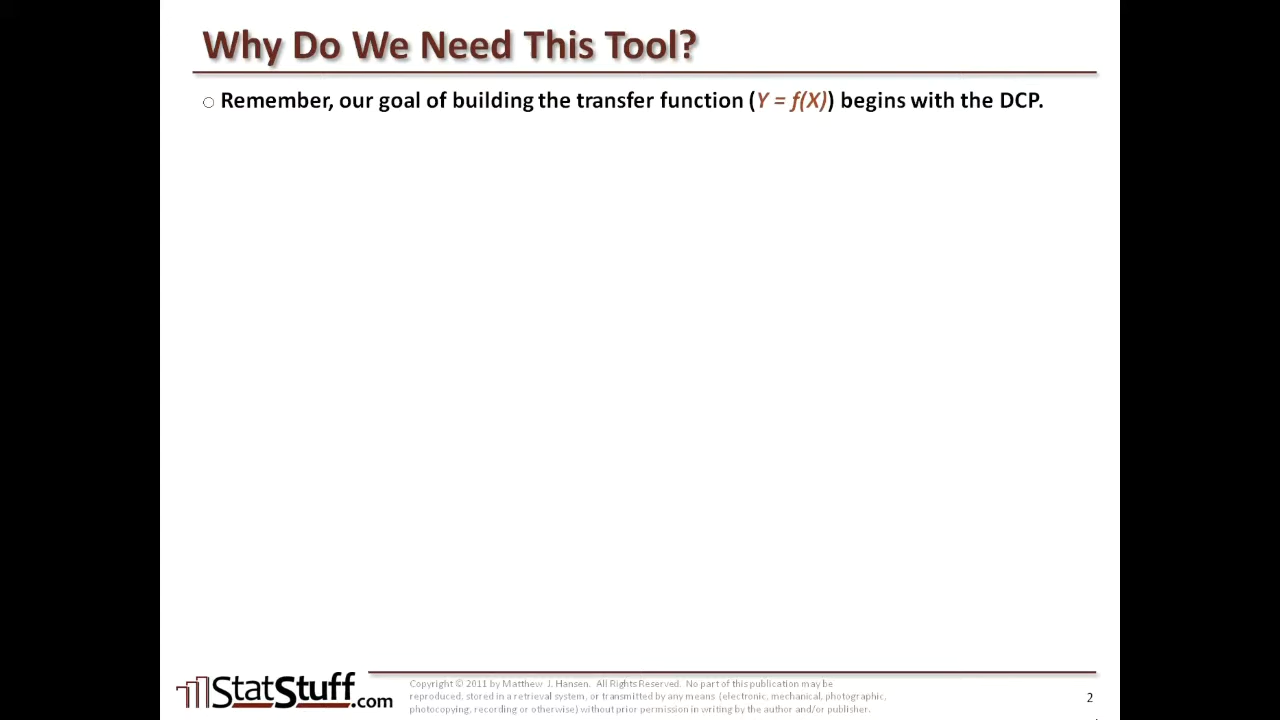 Why Do We Need This Tool?
○ Remember, our goal of building the transfer function (Y = f(X)) begins with the DCP.
StatStuff.com
Copyright © 2011 by Matthew J. Hansen. All Rights Reserved. No part of this publication may be
reproduced, stored in a retrieval system, or transmitted by any means (electronic, mechanical, photographic,
photocopying, recording or otherwise) without prior permission in writing by the author and/or publisher.
2